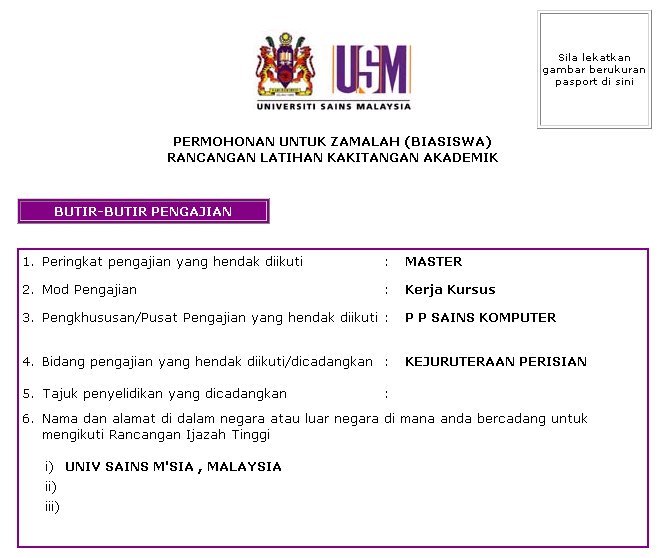 USM
UNIVERSITI SAINS MALAYSIA
Sila lekatkan
gambar berukuran
pasport di sini
PERMOHONAN UNTUK ZAMALAH (BIASISWA)
RANCANGAN LATIHAN KAKITANGAN AKADEMIK
BUTIR-BUTIR PENGAJIAN
1. Peringkat pengajian yang hendak diikuti : MASTER
2. Mod Pengajian : Kerja Kursus
3. Pengkhususan/Pusat Pengajian yang hendak diikuti : P P SAINS KOMPUTER
4. Bidang pengajian yang hendak diikuti/dicadangkan : KEJURUTERAAN PERISIAN
5. Tajuk penyelidikan yang dicadangkan :
6. Nama dan alamat di dalam negara atau luar negara di mana anda bercadang untuk
mengikuti Rancangan Ijazah Tinggi
i) UNIV SAINS M'SIA , MALAYSIA
ii)
iii)